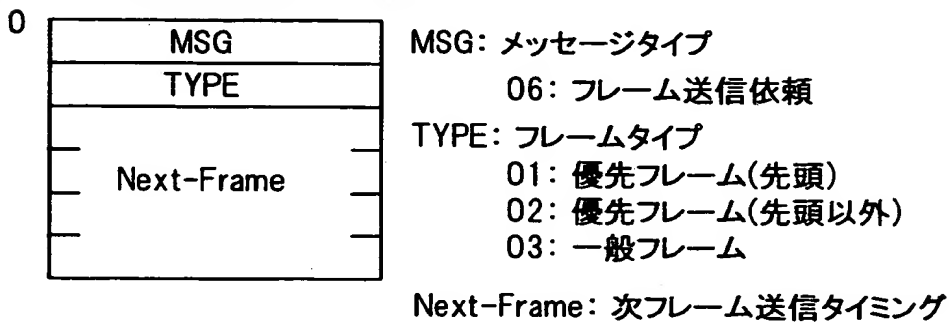 0
MSG
TYPE
Next-Frame
MSG: メッセージタイプ
06: フレーム送信依頼
TYPE: フレームタイプ
01: 優先フレーム(先頭)
02: 優先フレーム(先頭以外)
03: 一般フレーム
Next-Frame: 次フレーム送信タイミング